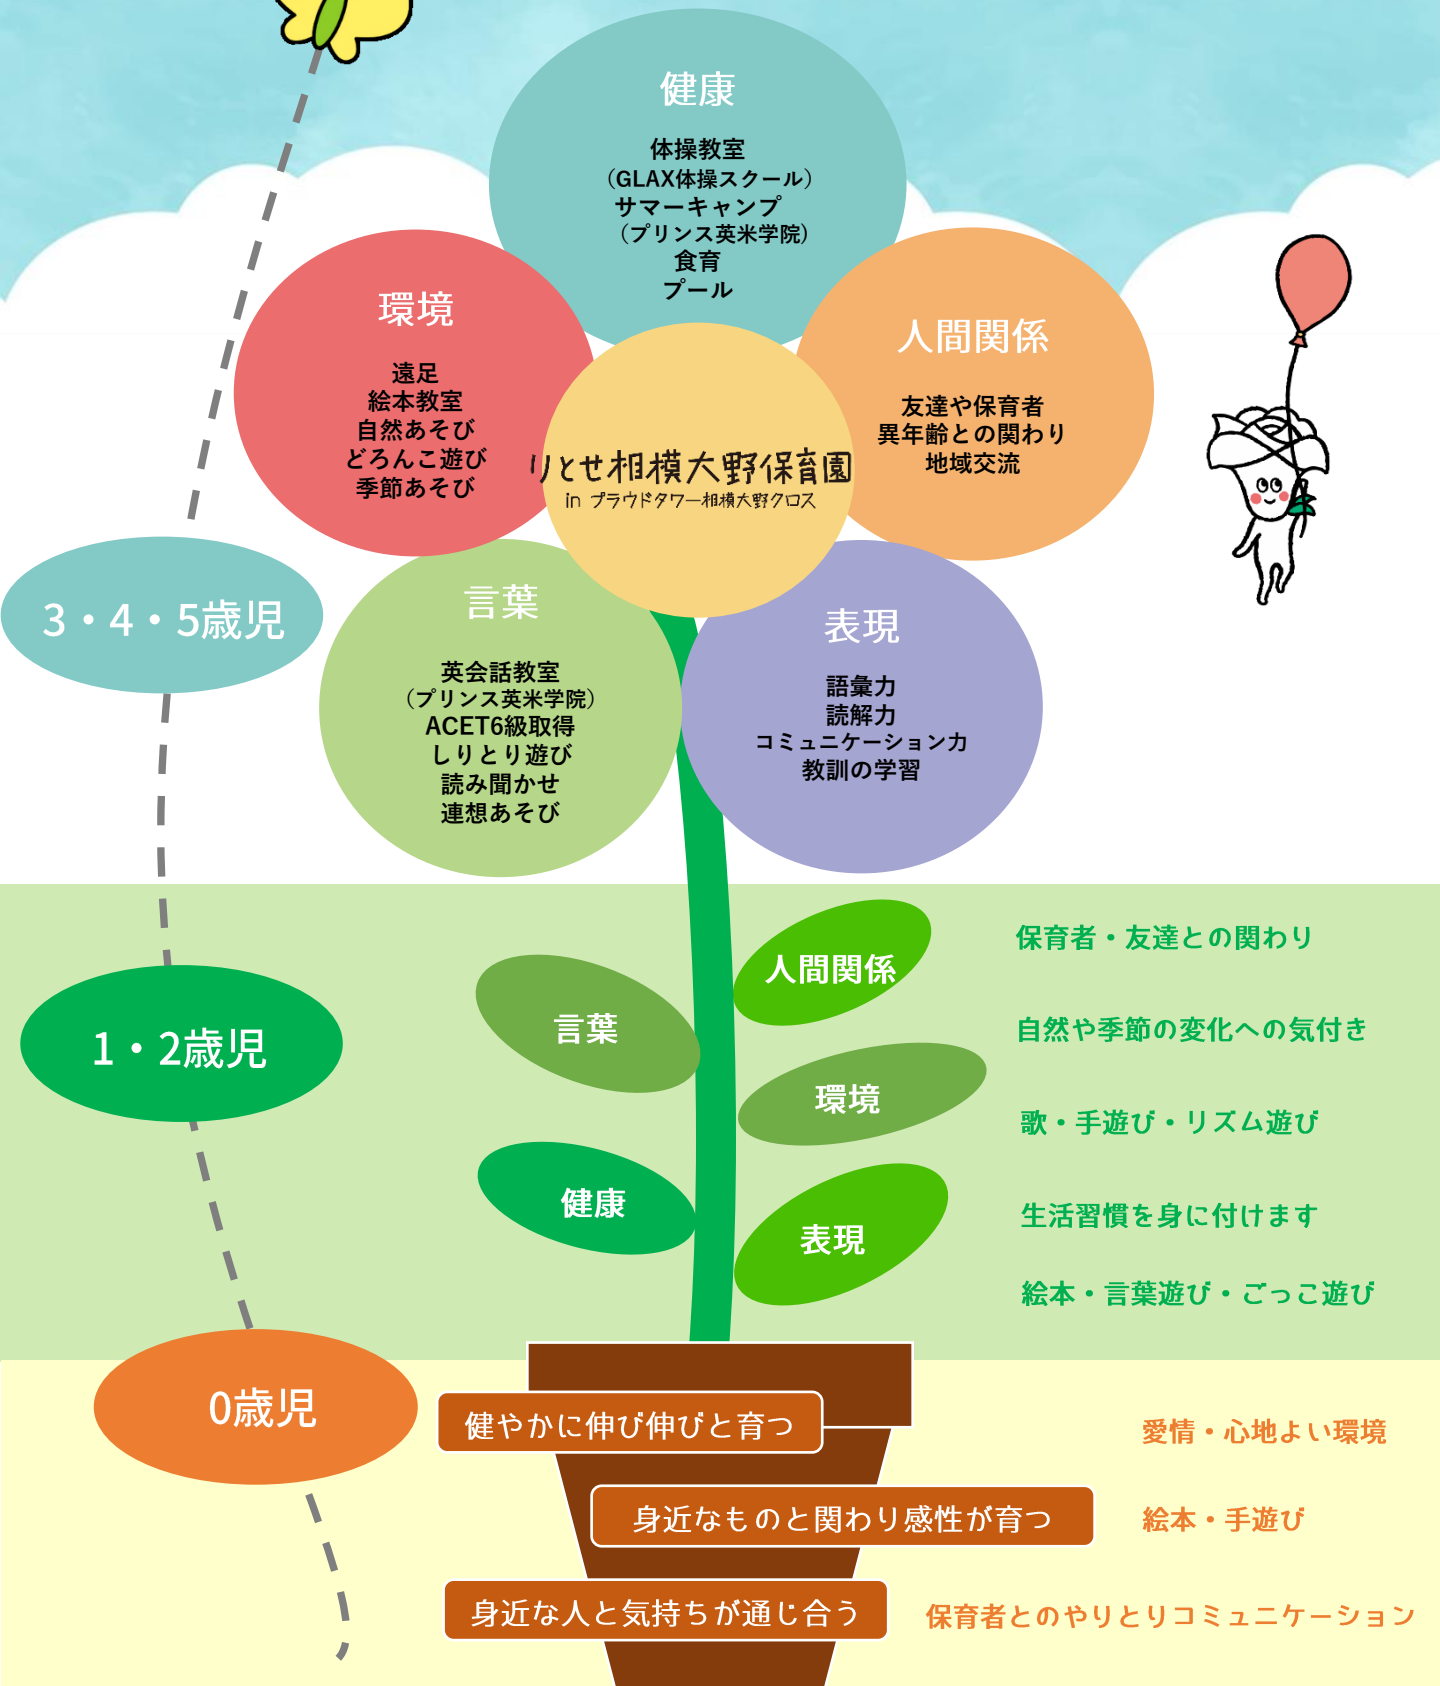 健康
体操教室
（GLAX体操スクール）
サマーキャンプ
（プリンス英米学院）
食育
プール
環境
遠足
絵本教室
自然あそび
どろんこ遊び
季節あそび
人間関係
友達や保育者
異年齢との関わり
地域交流
りとせ相模大野保育園
in プラウドタワー相模大野クロス
3・4・5歳児
言葉
英会話教室
（プリンス英米学院）
ACET6級取得
しりとり遊び
読み聞かせ
連想あそび
表現
語彙力
読解力
コミュニケーション力
教訓の学習
1・2歳児
言葉
人間関係
環境
健康
表現
保育者・友達との関わり
自然や季節の変化への気付き
歌・手遊び・リズム遊び
生活習慣を身に付けます
絵本・言葉遊び・ごっこ遊び
0歳児
健やかに伸び伸びと育つ
愛情・心地よい環境
身近なものと関わり感性が育つ
絵本・手遊び
身近な人と気持ちが通じ合う
保育者とのやりとりコミュニケーション